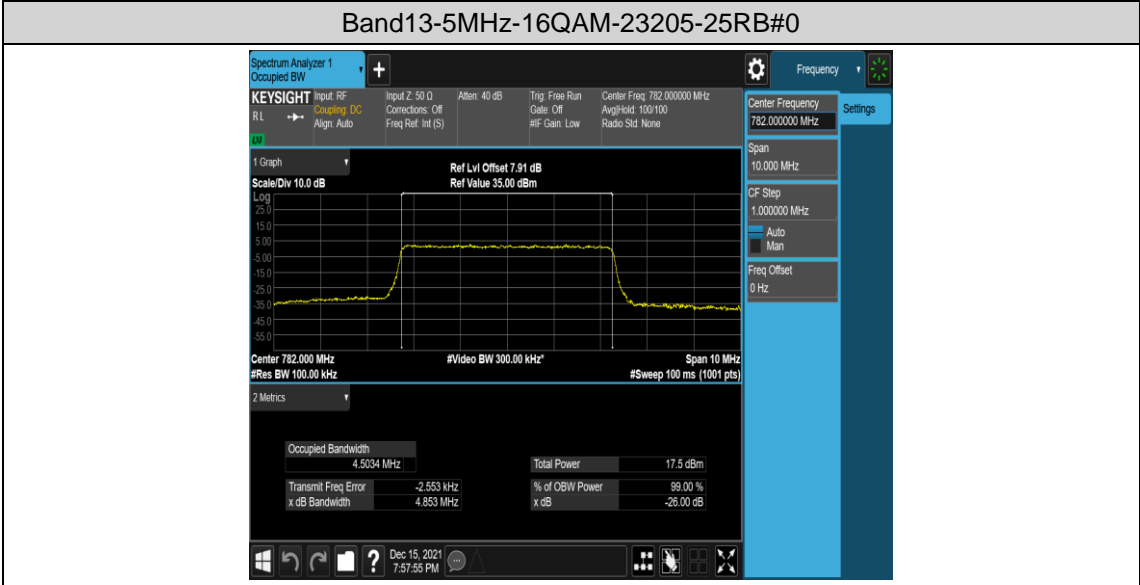 Band13-5MHz-16QAM-23205-25RB#0
Spectrum Analyzer 1
Occupied BW
+
Frequency
KEYSIGHT
RL
Input: RF
Coupling: DC
Align: Auto
Input Z: 50 Ω
Corrections: Off
Freq Ref: Int (S)
Atten: 40 dB
Trig: Free Run
Gate: Off
#IF Gain: Low
Center Freq: 782.000000 MHz
Avg|Hold: 100/100
Radio Std: None
Center Frequency
782.000000 MHz
Settings
Span
10.000 MHz
CF Step
1.000000 MHz
Auto
Man
Freq Offset
0 Hz
1 Graph
Scale/Div 10.0 dB
Ref Lvl Offset 7.91 dB
Ref Value 35.00 dBm
Log
25.0
15.0
5.00
-5.00
-15.0
-25.0
-35.0
-45.0
-55.0
Center 782.000 MHz
#Video BW 300.00 kHz*
Span 10 MHz
#Res BW 100.00 kHz
#Sweep 100 ms (1001 pts)
2 Metrics
Occupied Bandwidth
4.5034 MHz
Total Power 17.5 dBm
Transmit Freq Error -2.553 kHz
% of OBW Power 99.00 %
x dB Bandwidth 4.853 MHz
x dB -26.00 dB
?
Dec 15, 2021
7:57:55 PM